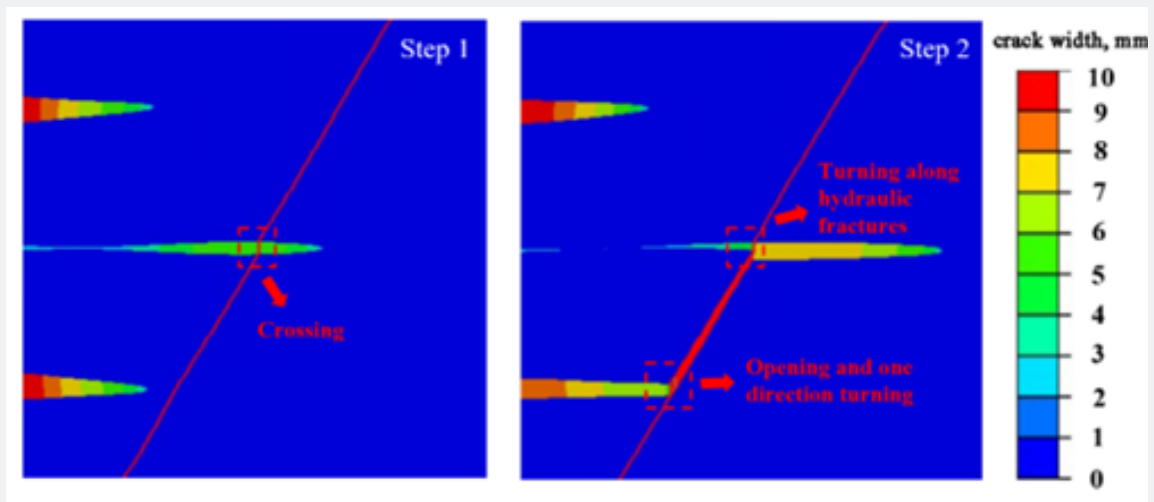 Step 1
Crossing
Step 2
Turning along
hydraulic
fractures
Opening and one
direction turning
crack width, mm
10
9
8
7
6
5
4
3
2
1
0